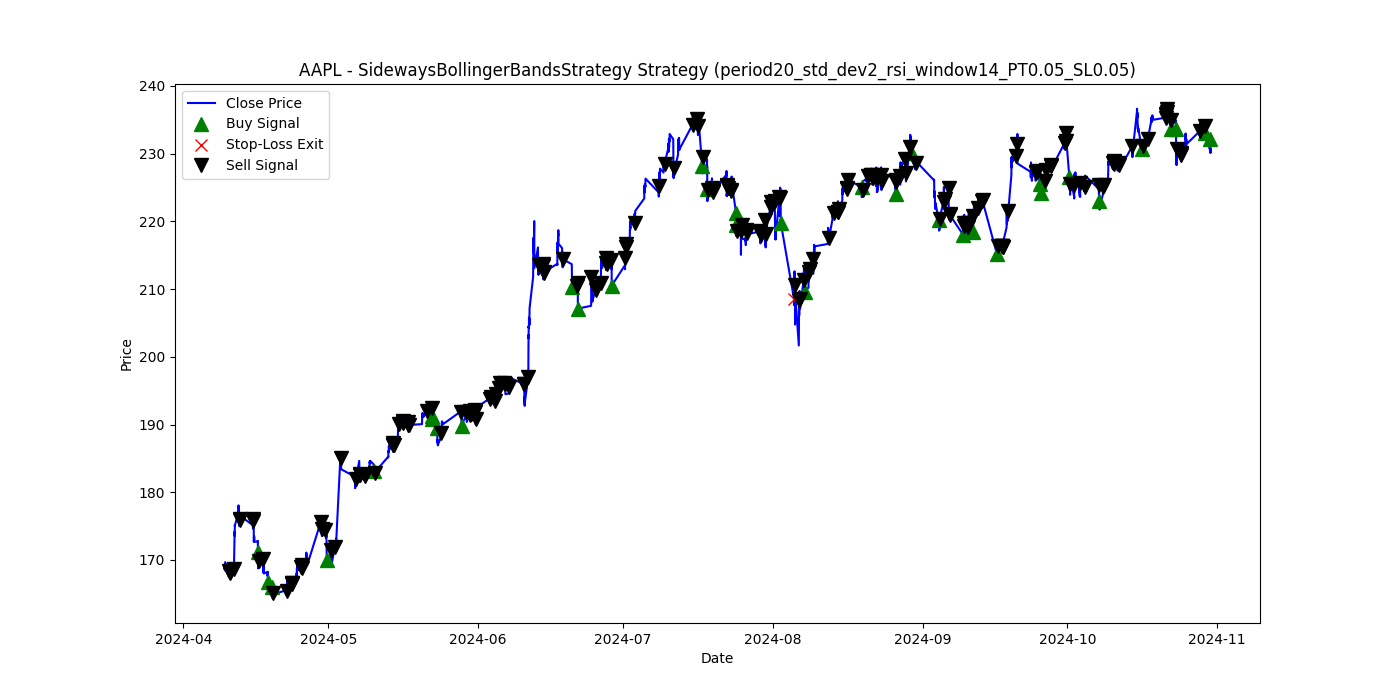 AAPL - SidewaysBollingerBandsStrategy Strategy (period20_std_dev2_rsi_window14_PT0.05_SL0.05)
Close Price
Buy Signal
Stop-Loss Exit
Sell Signal
240
230
220
210
200
190
180
170
Price
2024-04
2024-05
2024-06
2024-07
2024-08
2024-09
2024-10
2024-11
Date